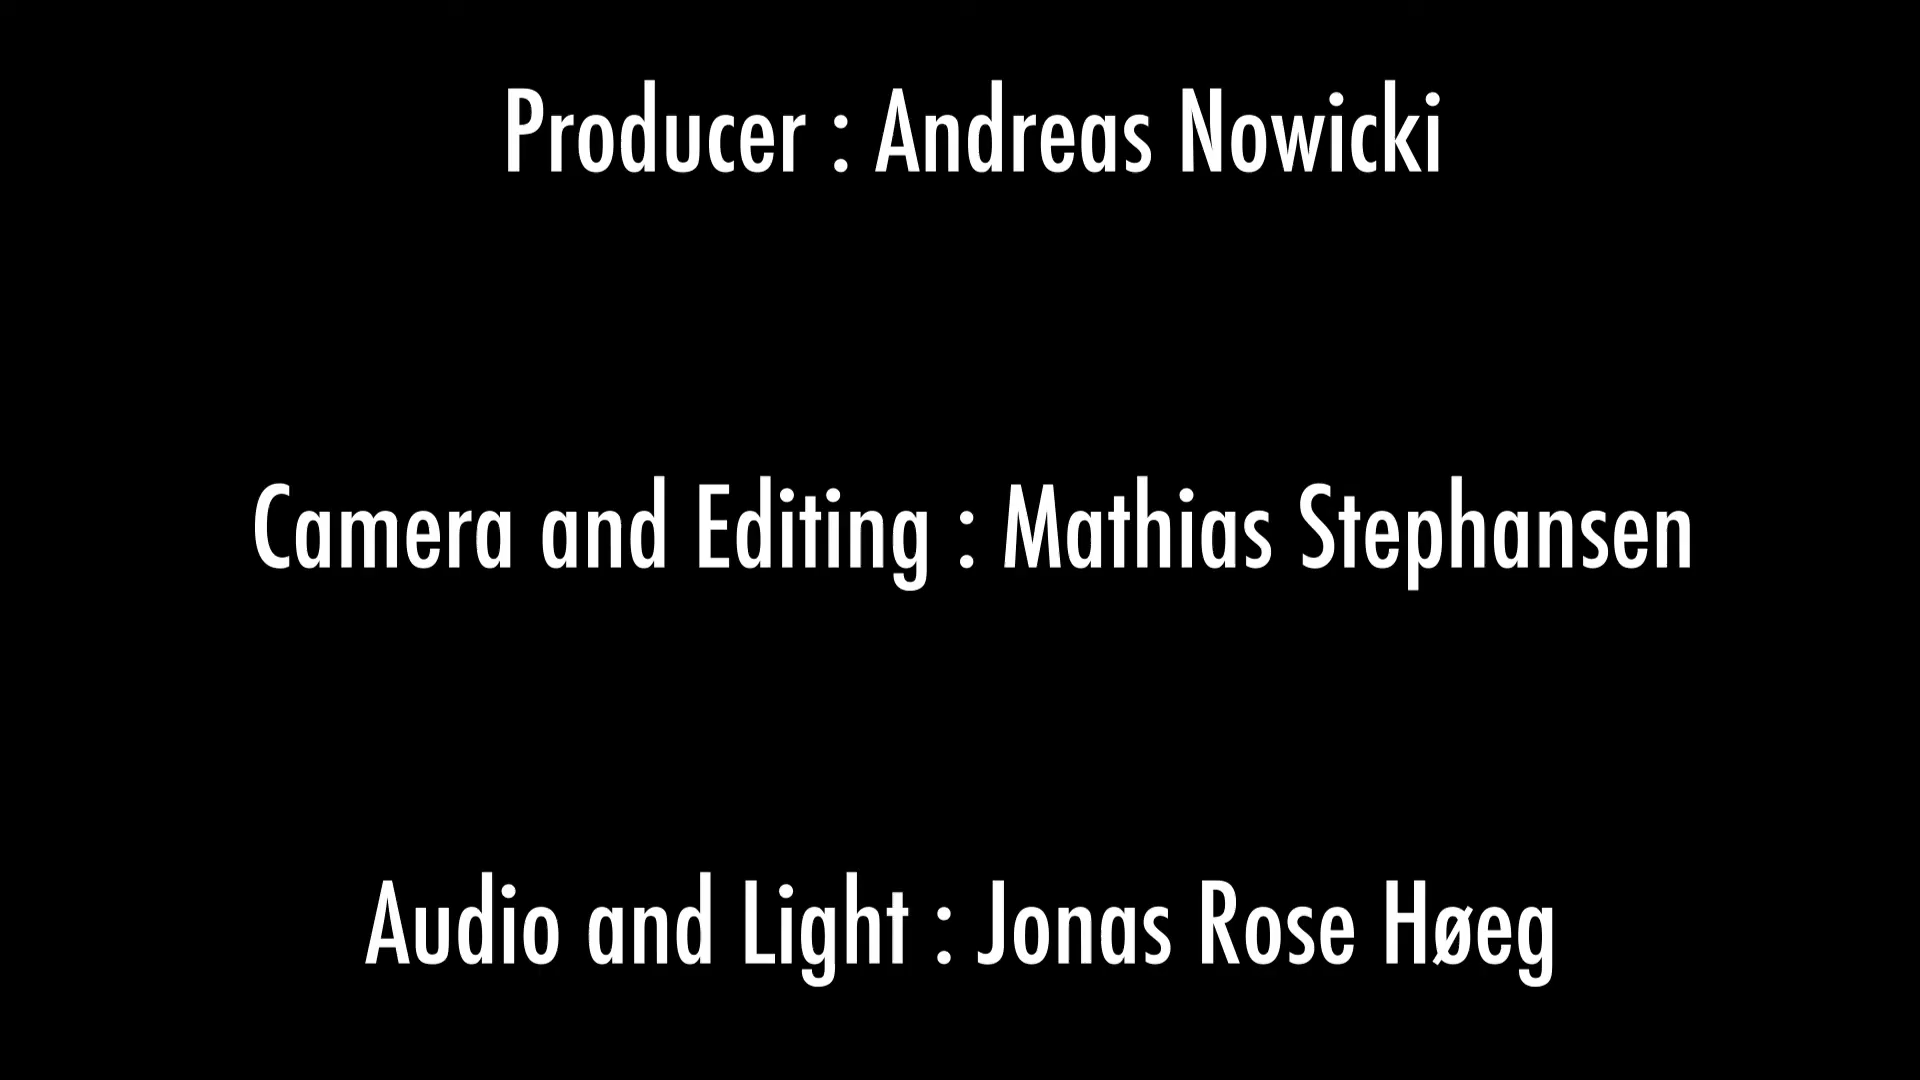 Producer : Andreas Nowicki
Camera and Editing : Mathias Stephansen
Audio and Light : Jonas Rose Høeg